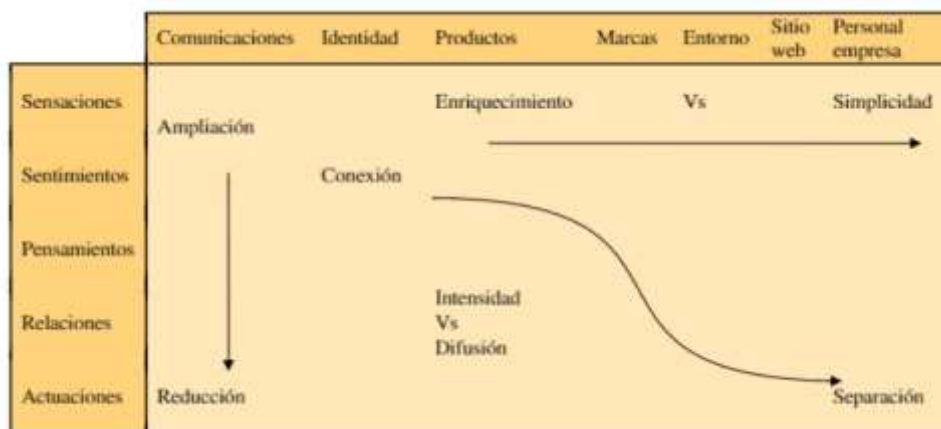 Comunicaciones Identidad Productos Marcas Entorno Sitio web Personal empresa
Sensaciones Enriquecimiento Vs Simplicidad
Ampliación
Sentimientos Conexión
Pensamientos
Intensidad
Relaciones Vs
Difusión
Actuaciones Reducción Separación